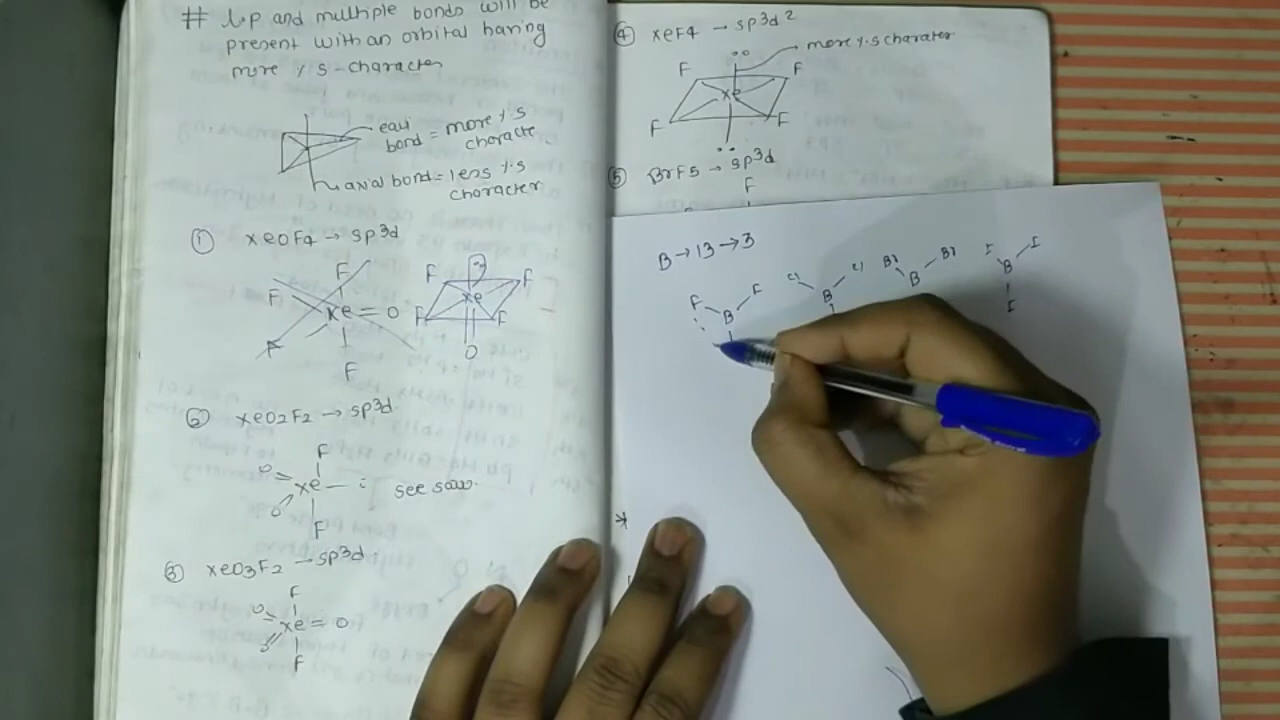 # l.p and multiple bonds will be
present with an orbital having
more % s-character
eau
bond = more % s
characte
axial bond = less % s
character
① xeOF4 → sp3d
F
F
xe = O
F
F
F F
xe
F F
O
② xeO2F2 → sp3d
F
O
xe
O
F
see saw.
③ xeO3F2 → sp3d
F
O
xe = O
F
④ xeF4 → sp3d2
more % s charater
F F
xe
F F
⑤ BrF5 → sp3d
F
B → 13 → 3
F F
B
Cl Cl
B
Br Br
B
I I
B
I